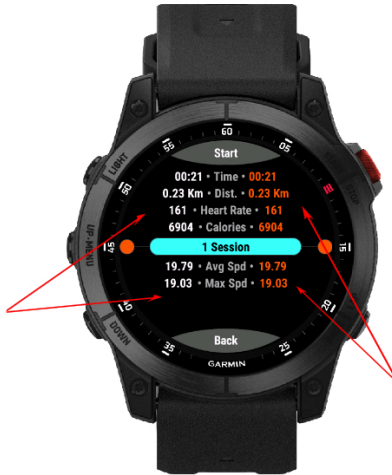 60
55
05
LIGHT
Start
STOP
00:21 • Time • 00:21
50
0.23 Km • Dist. • 0.23 Km
161 • Heart Rate • 161
UP·MENU
6904 • Calories • 6904
45
1 Session
15
19.79 • Avg Spd • 19.79
19.03 • Max Spd • 19.03
40
20
DOWN
Back
35
25
GARMIN